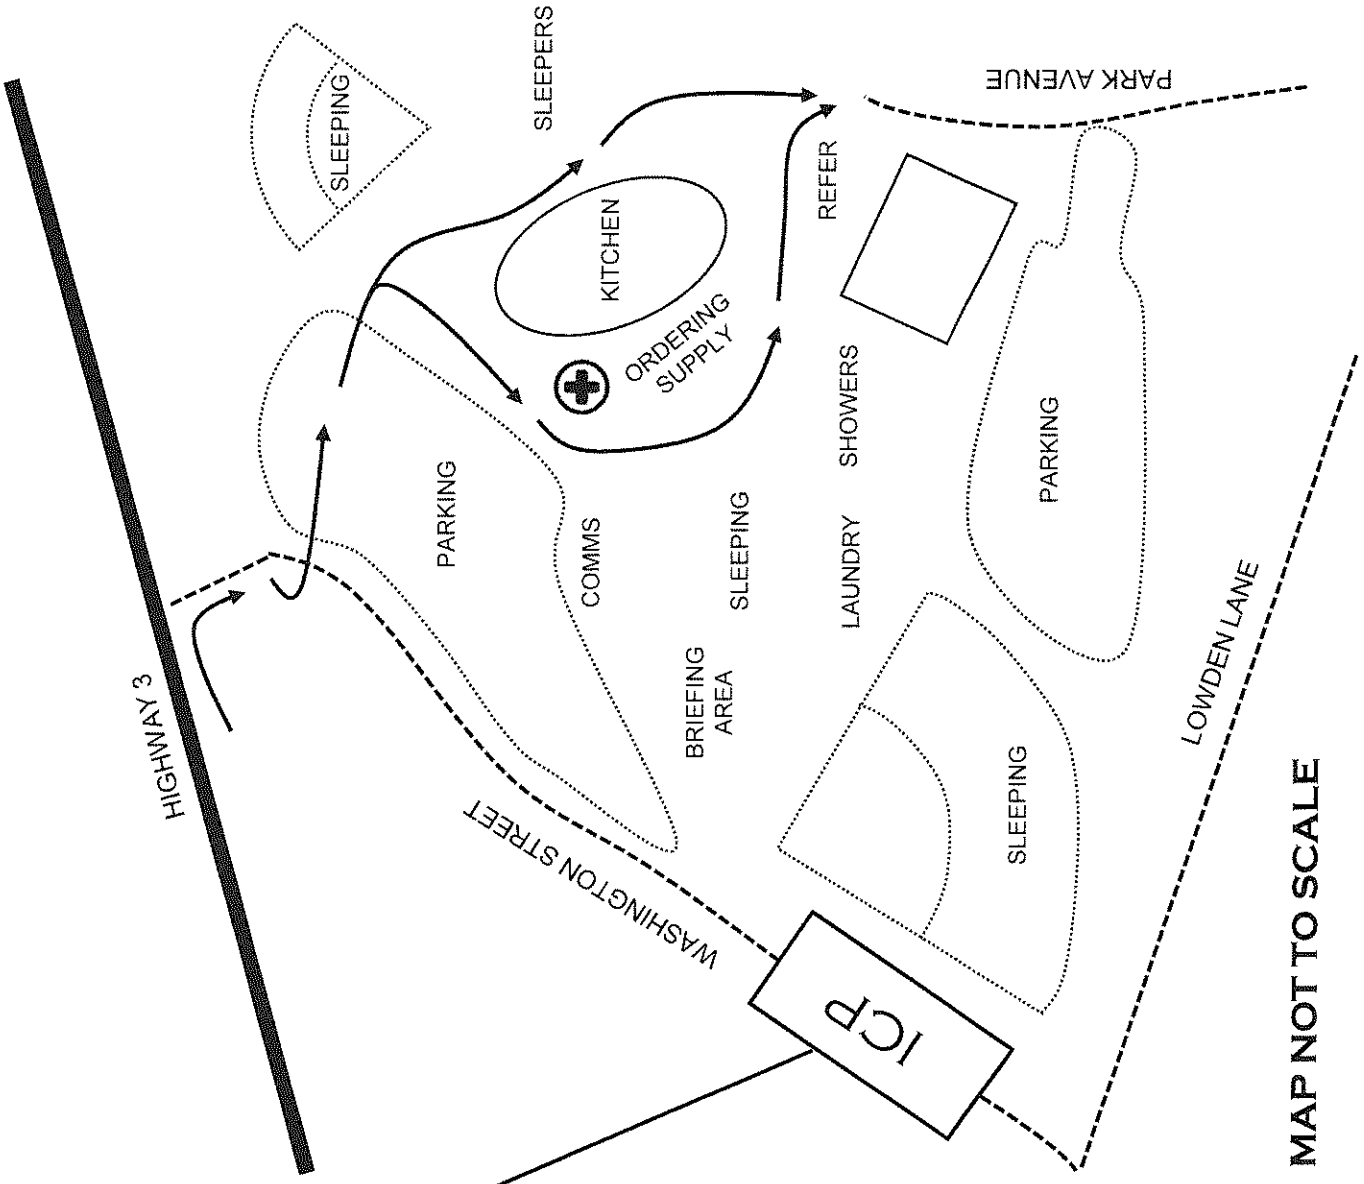 HIGHWAY 3
SLEEPING
SLEEPERS
PARK AVENUE
KITCHEN
REFER
ORDERING
SUPPLY
PARKING
COMMS
SHOWERS
SLEEPING
LAUNDRY
PARKING
BRIEFING
AREA
WASHINGTON STREET
SLEEPING
LOWDEN LANE
ICP
MAP NOT TO SCALE